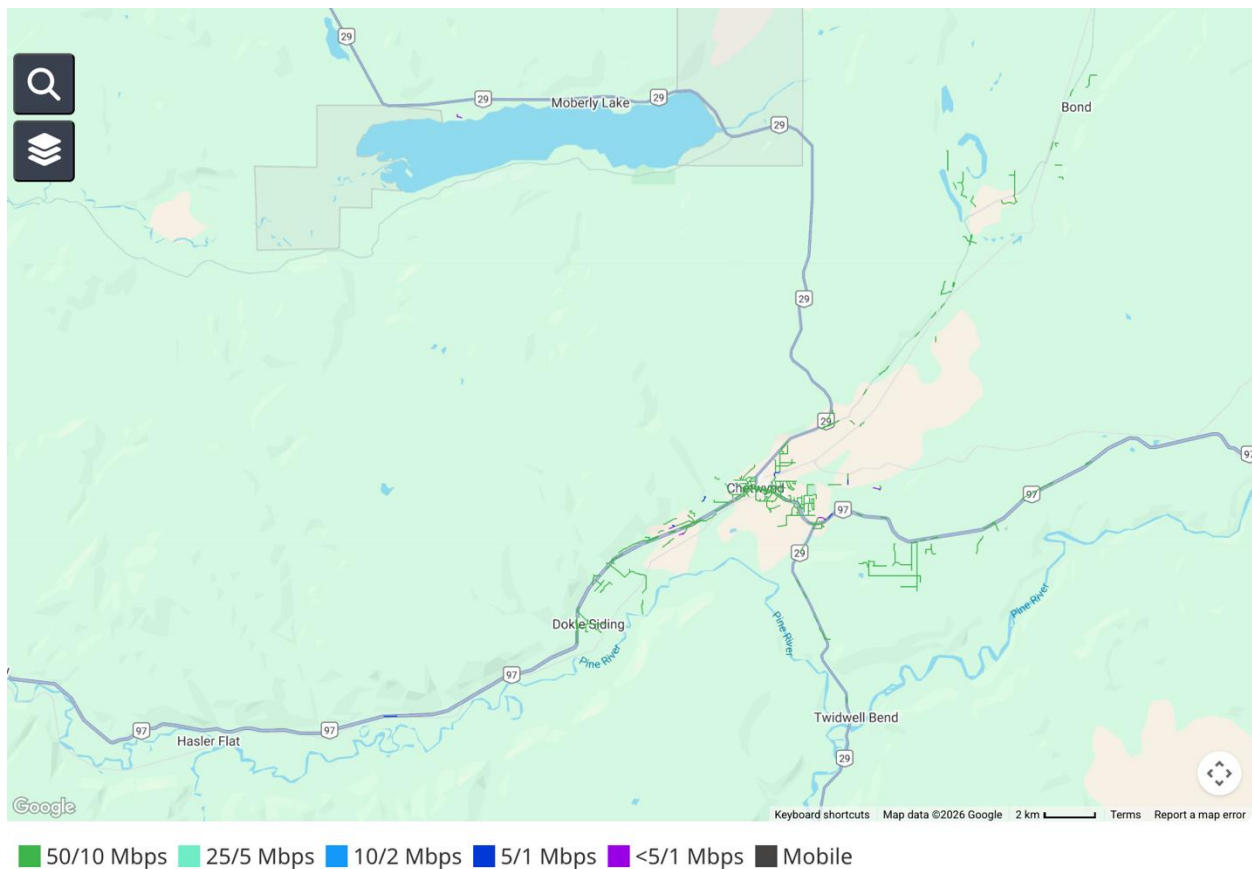 29
29
Moberly Lake
29
29
Bond
29
29
Chetwynd
97
97
97
29
Dokie Siding
Pine River
Pine River
Pine River
97
Twidwell Bend
97
97
Hasler Flat
29
Google
Keyboard shortcuts Map data ©2026 Google 2 km Terms Report a map error
50/10 Mbps 25/5 Mbps 10/2 Mbps 5/1 Mbps <5/1 Mbps Mobile